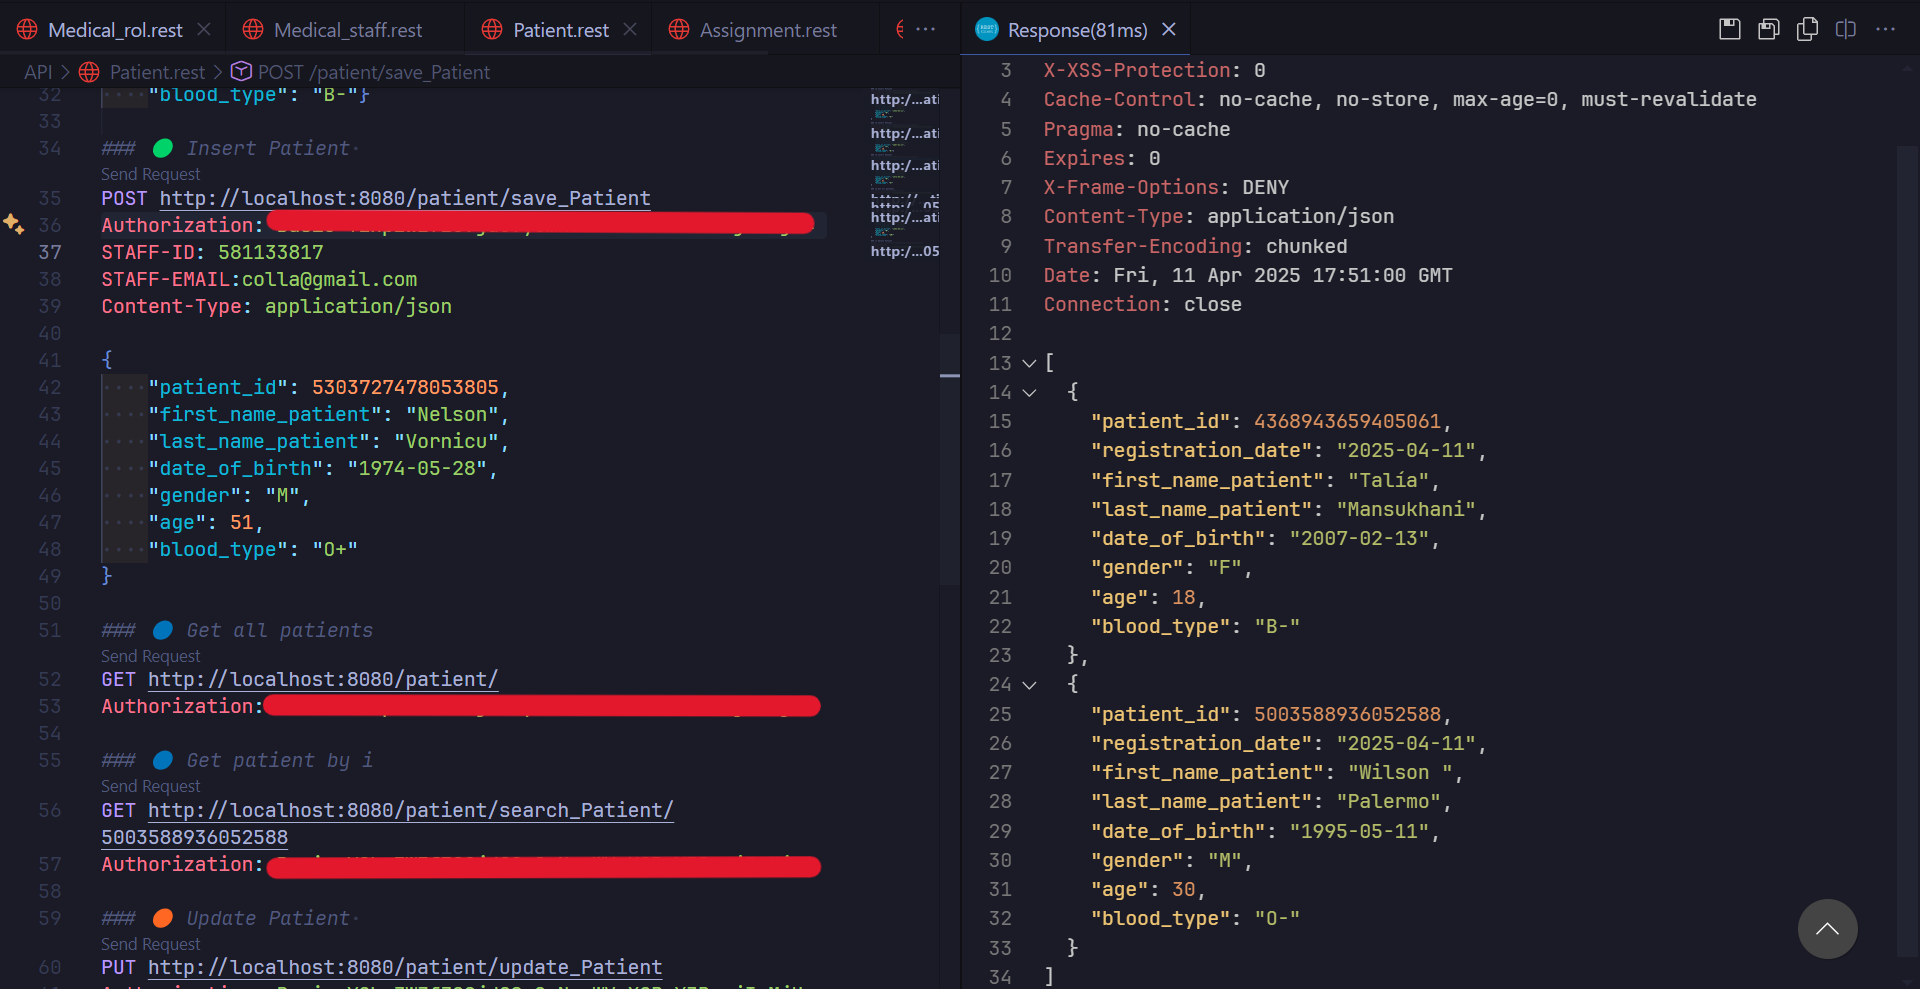 Medical_rol.rest
Medical_staff.rest
Patient.rest
Assignment.rest
API > Patient.rest > POST /patient/save_Patient
32 "blood_type": "B-"}
33
34 ### Insert Patient
Send Request
35 POST http://localhost:8080/patient/save_Patient
36 Authorization:
37 STAFF-ID: 581133817
38 STAFF-EMAIL:colla@gmail.com
39 Content-Type: application/json
40
41 {
42 "patient_id": 5303727478053805,
43 "first_name_patient": "Nelson",
44 "last_name_patient": "Vornicu",
45 "date_of_birth": "1974-05-28",
46 "gender": "M",
47 "age": 51,
48 "blood_type": "O+"
49 }
50
51 ### Get all patients
Send Request
52 GET http://localhost:8080/patient/
53 Authorization:
54
55 ### Get patient by i
Send Request
56 GET http://localhost:8080/patient/search_Patient/
5003588936052588
57 Authorization:
58
59 ### Update Patient
Send Request
60 PUT http://localhost:8080/patient/update_Patient
http:/...ati
http:/...ati
http:/...ati
http:/...ati
http:/...05
Response(81ms)
3 X-XSS-Protection: 0
4 Cache-Control: no-cache, no-store, max-age=0, must-revalidate
5 Pragma: no-cache
6 Expires: 0
7 X-Frame-Options: DENY
8 Content-Type: application/json
9 Transfer-Encoding: chunked
10 Date: Fri, 11 Apr 2025 17:51:00 GMT
11 Connection: close
12
13 [
14 {
15 "patient_id": 4368943659405061,
16 "registration_date": "2025-04-11",
17 "first_name_patient": "Talía",
18 "last_name_patient": "Mansukhani",
19 "date_of_birth": "2007-02-13",
20 "gender": "F",
21 "age": 18,
22 "blood_type": "B-"
23 },
24 {
25 "patient_id": 5003588936052588,
26 "registration_date": "2025-04-11",
27 "first_name_patient": "Wilson ",
28 "last_name_patient": "Palermo",
29 "date_of_birth": "1995-05-11",
30 "gender": "M",
31 "age": 30,
32 "blood_type": "O-"
33 }
34 ]